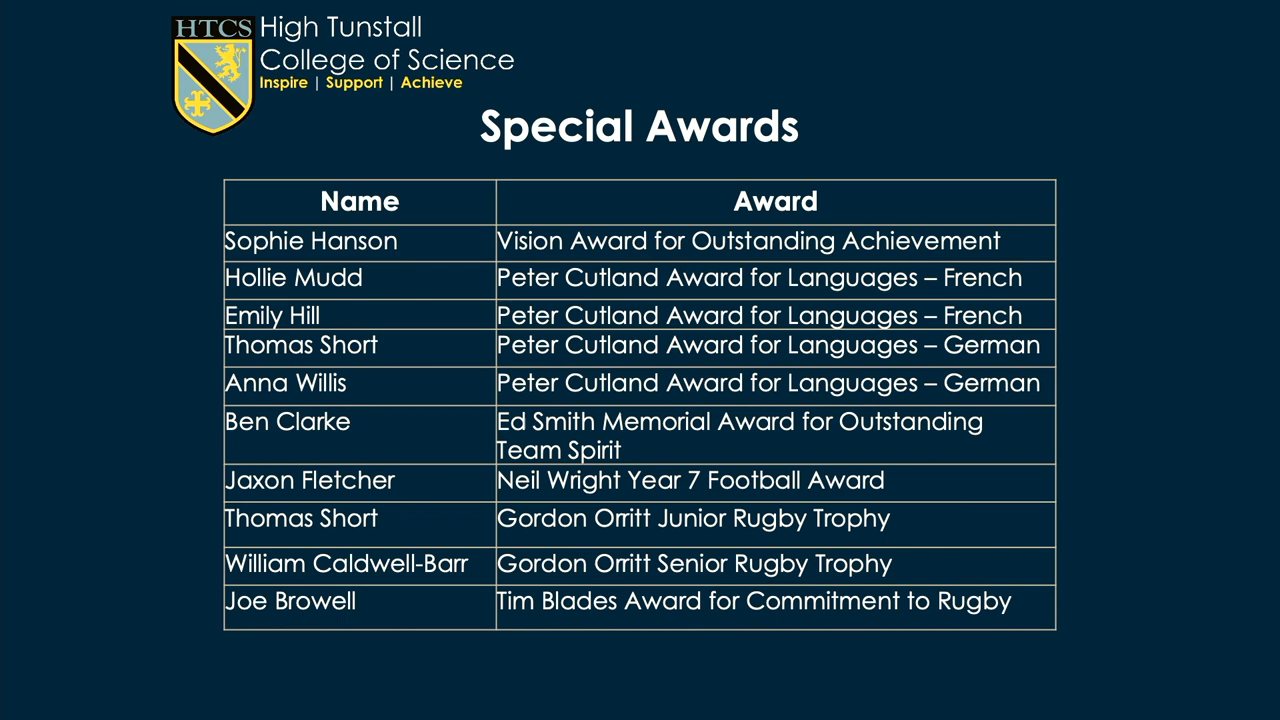 HTCS
High Tunstall
College of Science
Inspire | Support | Achieve
Special Awards
Name Award
Sophie Hanson Vision Award for Outstanding Achievement
Hollie Mudd Peter Cutland Award for Languages – French
Emily Hill Peter Cutland Award for Languages – French
Thomas Short Peter Cutland Award for Languages – German
Anna Willis Peter Cutland Award for Languages – German
Ben Clarke Ed Smith Memorial Award for Outstanding
Team Spirit
Jaxon Fletcher Neil Wright Year 7 Football Award
Thomas Short Gordon Orritt Junior Rugby Trophy
William Caldwell-Barr Gordon Orritt Senior Rugby Trophy
Joe Browell Tim Blades Award for Commitment to Rugby